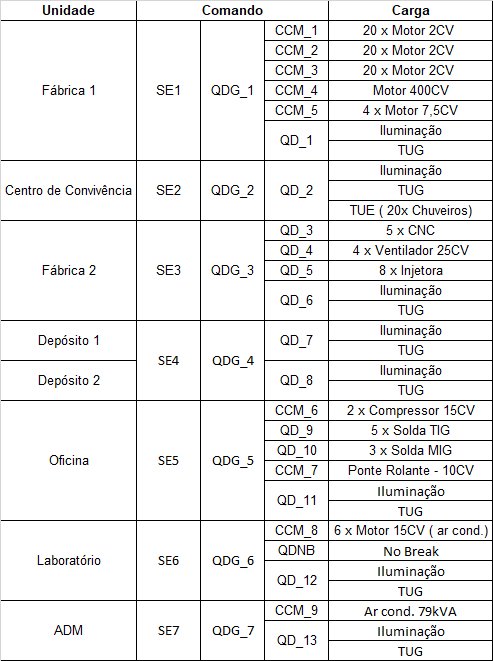 Unidade Comando Carga
Fábrica 1 SE1 QDG_1 CCM_1 20 x Motor 2CV
CCM_2 20 x Motor 2CV
CCM_3 20 x Motor 2CV
CCM_4 Motor 400CV
CCM_5 4 x Motor 7,5CV
QD_1 Iluminação
TUG
Centro de Convivência SE2 QDG_2 QD_2 Iluminação
TUG
TUE ( 20x Chuveiros)
Fábrica 2 SE3 QDG_3 QD_3 5 x CNC
QD_4 4 x Ventilador 25CV
QD_5 8 x Injetora
QD_6 Iluminação
TUG
Depósito 1 SE4 QDG_4 QD_7 Iluminação
TUG
Depósito 2 QD_8 Iluminação
TUG
Oficina SE5 QDG_5 CCM_6 2 x Compressor 15CV
QD_9 5 x Solda TIG
QD_10 3 x Solda MIG
CCM_7 Ponte Rolante - 10CV
QD_11 Iluminação
TUG
Laboratório SE6 QDG_6 CCM_8 6 x Motor 15CV ( ar cond.)
QDNB No Break
QD_12 Iluminação
TUG
ADM SE7 QDG_7 CCM_9 Ar cond. 79kVA
QD_13 Iluminação
TUG